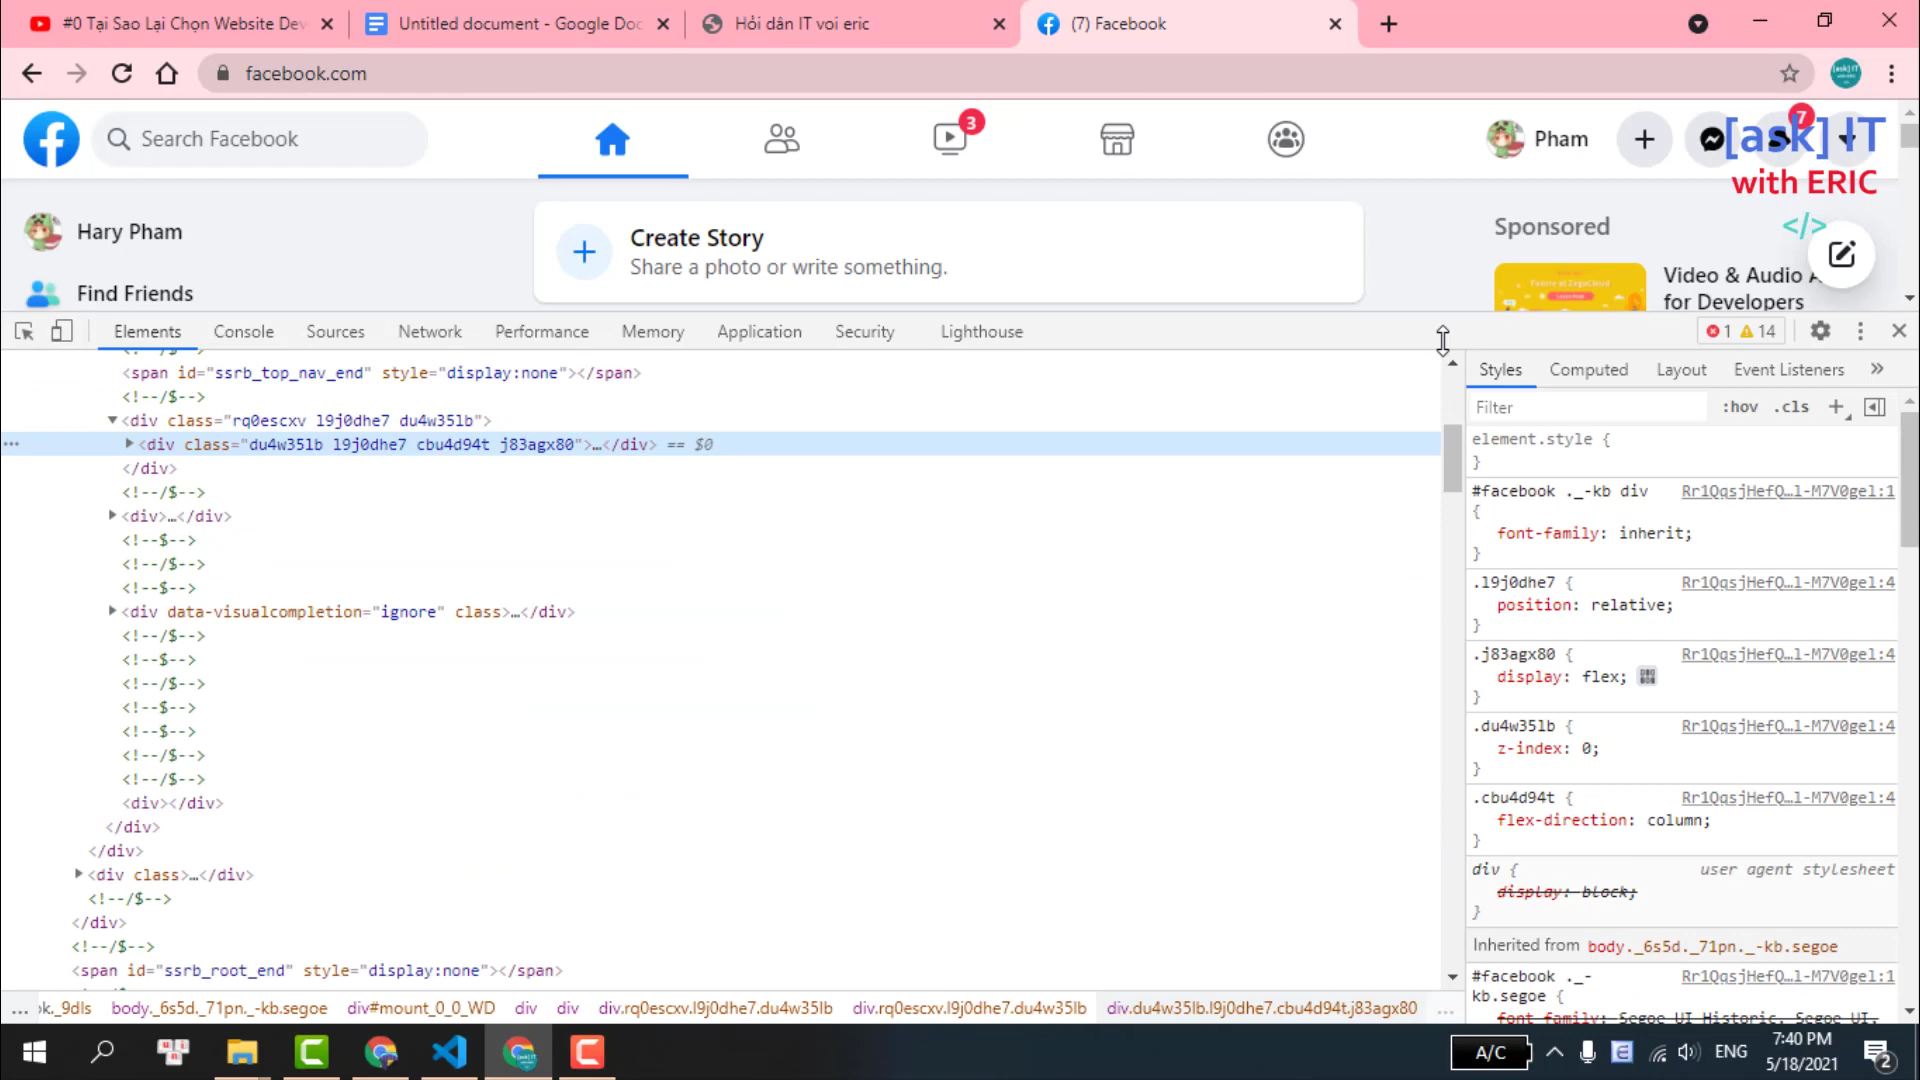 #0 Tại Sao Lại Chọn Website Dev
Untitled document - Google Doc
Hỏi dân IT voi eric
(7) Facebook
facebook.com
Search Facebook
3
Pham
7
[ask] IT
with ERIC
</>
Hary Pham
Create Story
Share a photo or write something.
Sponsored
Find Friends
Video & Audio A
for Developers
Elements Console Sources Network Performance Memory Application Security Lighthouse
1 14
<span id="ssrb_top_nav_end" style="display:none"></span>
<!--/$-->
<div class="rq0escxv l9j0dhe7 du4w35lb">
<div class="du4w35lb l9j0dhe7 cbu4d94t j83agx80">…</div> == $0
</div>
<!--/$-->
<div>…</div>
<!--$-->
<!--/$-->
<!--$-->
<div data-visualcompletion="ignore" class>…</div>
<!--/$-->
<!--$-->
<!--/$-->
<!--$-->
<!--$-->
<!--/$-->
<!--/$-->
<div></div>
</div>
</div>
<div class>…</div>
<!--/$-->
</div>
<!--/$-->
<span id="ssrb_root_end" style="display:none"></span>
... k._9dls body._6s5d._71pn._-kb.segoe div#mount_0_0_WD div div div.rq0escxv.l9j0dhe7.du4w35lb div.rq0escxv.l9j0dhe7.du4w35lb div.du4w35lb.l9j0dhe7.cbu4d94t.j83agx80 ...
Styles Computed Layout Event Listeners »
Filter :hov .cls +
element.style {
}
#facebook ._-kb div Rr1QqsjHefQ…l-M7V0gel:1
{
font-family: inherit;
}
.l9j0dhe7 { Rr1QqsjHefQ…l-M7V0gel:4
position: relative;
}
.j83agx80 { Rr1QqsjHefQ…l-M7V0gel:4
display: flex;
}
.du4w35lb { Rr1QqsjHefQ…l-M7V0gel:4
z-index: 0;
}
.cbu4d94t { Rr1QqsjHefQ…l-M7V0gel:4
flex-direction: column;
}
div { user agent stylesheet
display: block;
}
Inherited from body._6s5d._71pn._-kb.segoe
#facebook ._- Rr1QqsjHefQ…l-M7V0gel:1
kb.segoe {
font-family: Segoe UI Historic, Segoe UI,
A/C
ENG
7:40 PM
5/18/2021
2